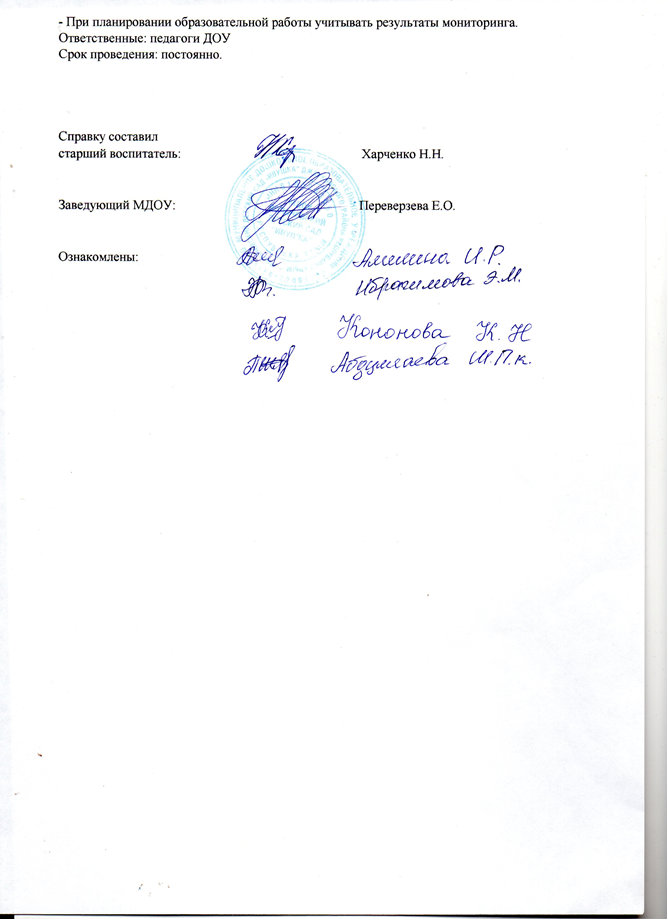 - При планировании образовательной работы учитывать результаты мониторинга.
Ответственные: педагоги ДОУ
Срок проведения: постоянно.
Справку составил
старший воспитатель: Харченко Н.Н.
Заведующий МДОУ: Переверзева Е.О.
Ознакомлены: И.Р.
Ибрагимова Э.М.
Кононова К.Н
Абдуллаева Ш.П.к.